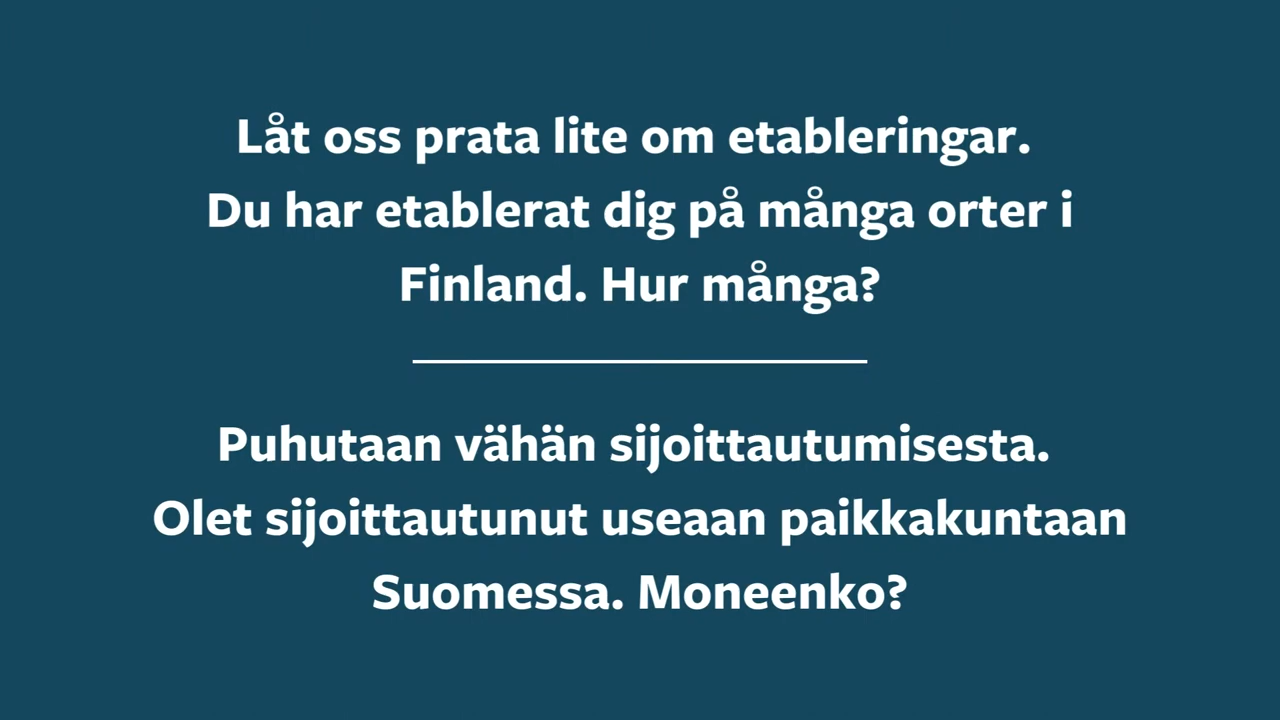 Låt oss prata lite om etableringar.
Du har etablerat dig på många orter i
Finland. Hur många?
Puhutaan vähän sijoittautumisesta.
Olet sijoittautunut useaan paikkakuntaan
Suomessa. Moneenko?